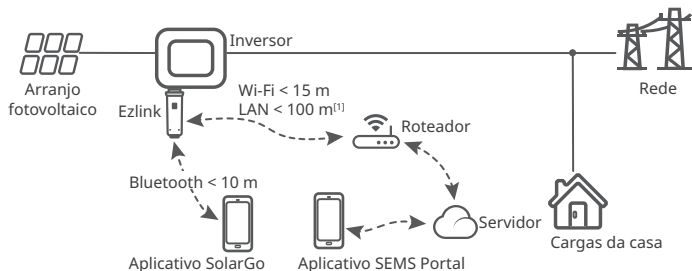 Inversor
Arranjo
fotovoltaico
Ezlink
Wi-Fi < 15 m
LAN < 100 m[1]
Roteador
Rede
Bluetooth < 10 m
Servidor
Cargas da casa
Aplicativo SolarGo
Aplicativo SEMS Portal